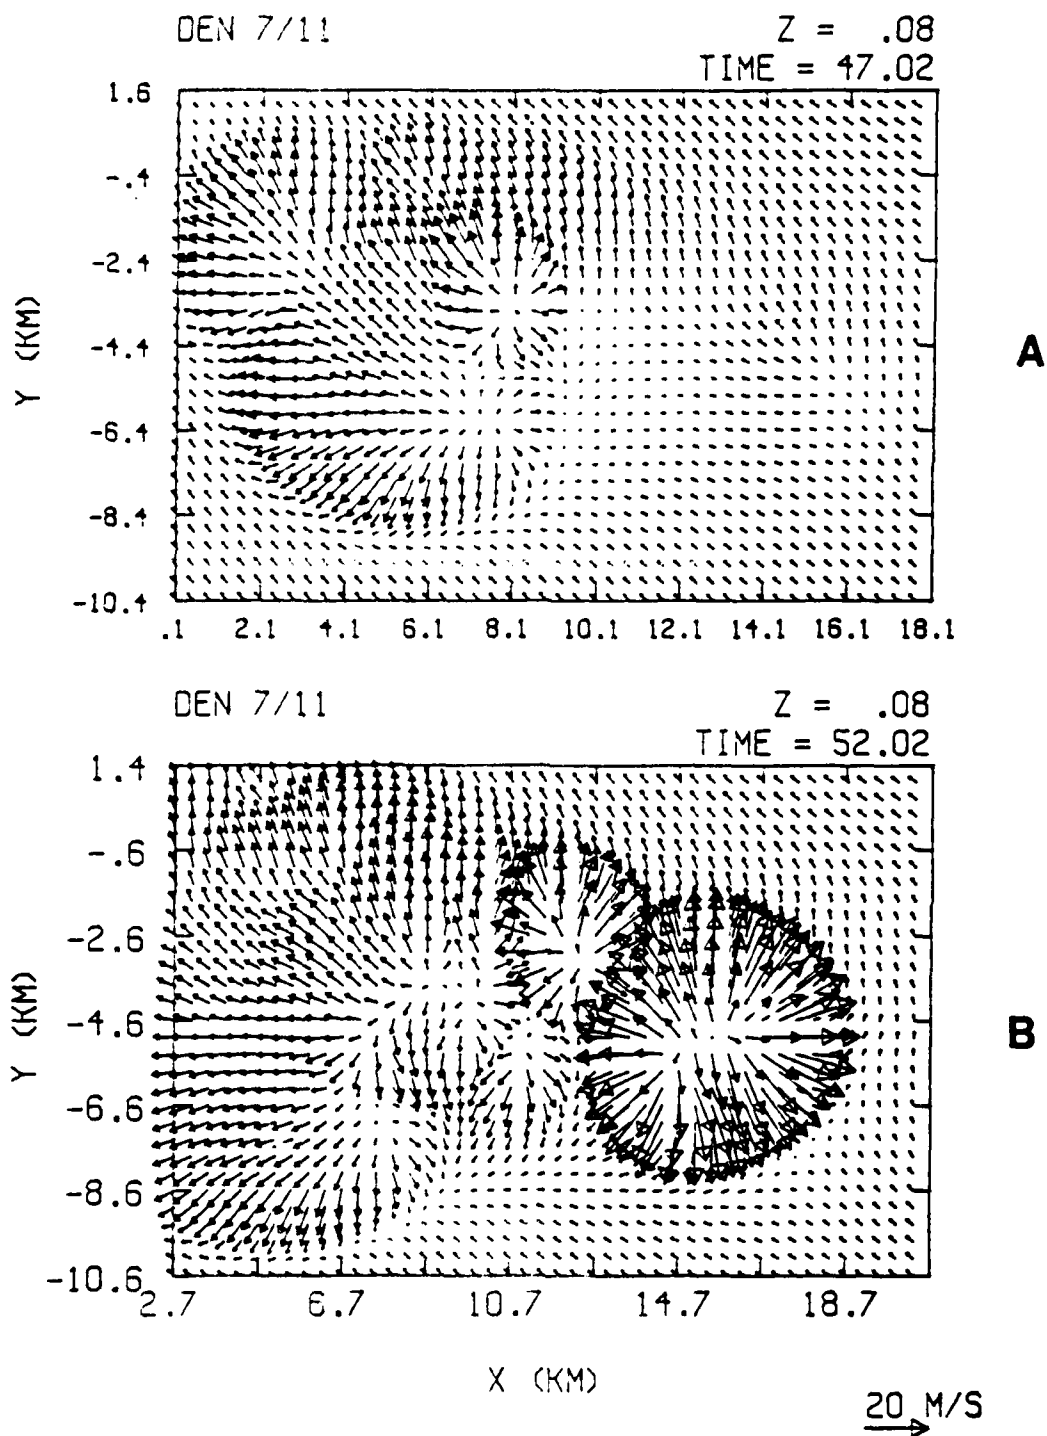 DEN 7/11
Z = .08
TIME = 47.02
1.6
-.4
-2.4
-4.4
-6.4
-8.4
-10.4
Y (KM)
.1 2.1 4.1 6.1 8.1 10.1 12.1 14.1 16.1 18.1
A
DEN 7/11
Z = .08
TIME = 52.02
1.4
-.6
-2.6
-4.6
-6.6
-8.6
-10.6
Y (KM)
2.7 6.7 10.7 14.7 18.7
B
X (KM)
20 M/S